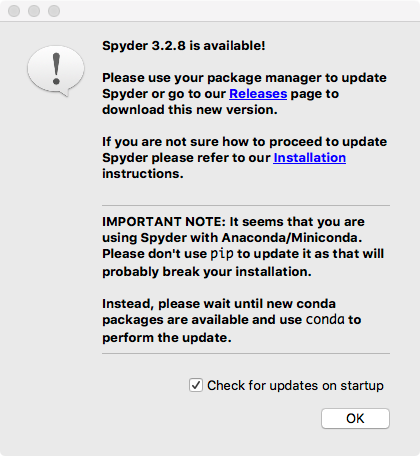 Spyder 3.2.8 is available!
Please use your package manager to update
Spyder or go to our Releases page to
download this new version.
If you are not sure how to proceed to update
Spyder please refer to our Installation
instructions.
IMPORTANT NOTE: It seems that you are
using Spyder with Anaconda/Miniconda.
Please don't use pip to update it as that will
probably break your installation.
Instead, please wait until new conda
packages are available and use conda to
perform the update.
Check for updates on startup
OK